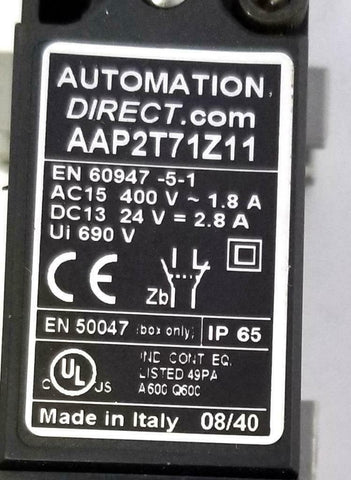 AUTOMATION
DIRECT.com
AAP2T71Z11
EN 60947 -5-1
AC15 400 V ~ 1.8 A
DC13 24 V = 2.8 A
Ui 690 V
CE Zb
EN 50047 (box only) IP 65
C UL US
IND CONT EQ
LISTED 49PA
A600 Q600
Made in Italy 08/40